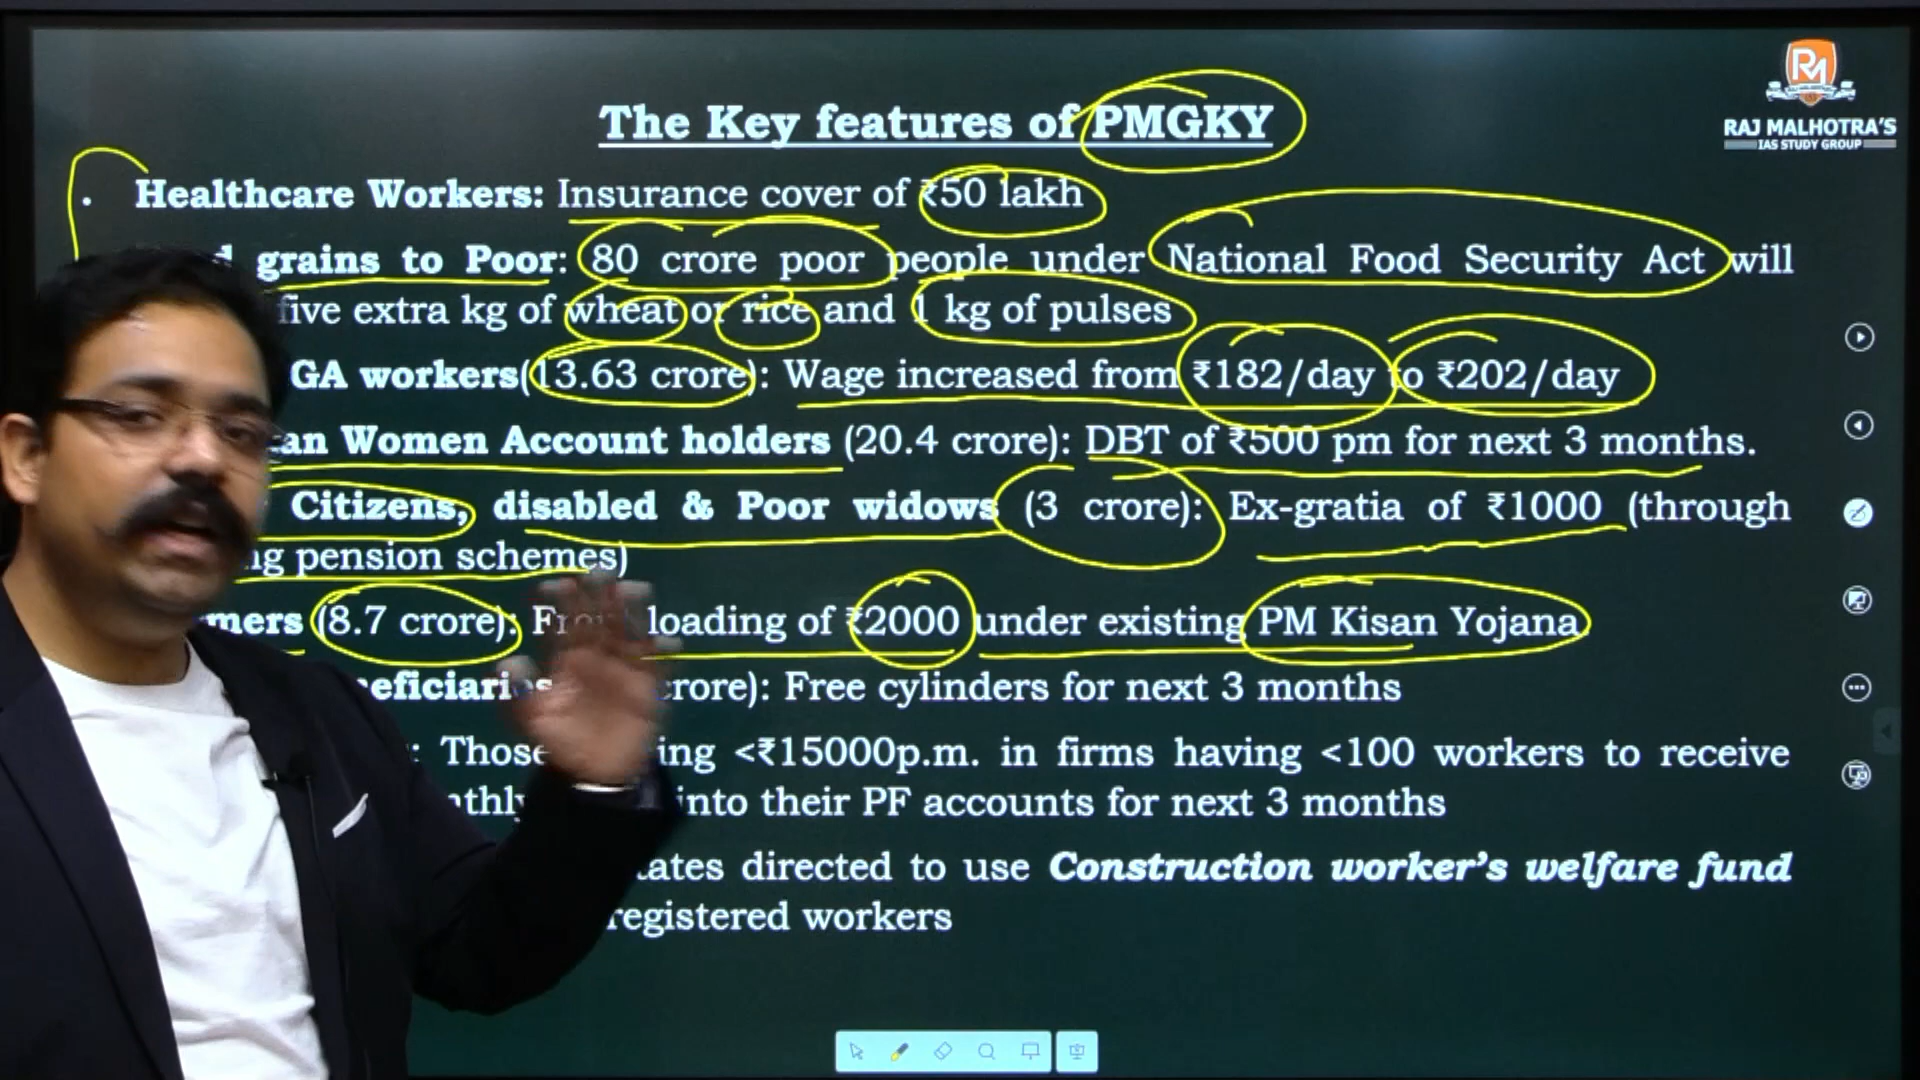 The Key features of PMGKY
RAJ MALHOTRA'S
IAS STUDY GROUP
• Healthcare Workers: Insurance cover of ₹50 lakh
grains to Poor: 80 crore poor people under National Food Security Act will
five extra kg of wheat or rice and 1 kg of pulses
GA workers(13.63 crore): Wage increased from ₹182/day to ₹202/day
Women Account holders (20.4 crore): DBT of ₹500 pm for next 3 months.
Citizens, disabled & Poor widows (3 crore): Ex-gratia of ₹1000 (through
pension schemes)
(8.7 crore): loading of ₹2000 under existing PM Kisan Yojana
crore): Free cylinders for next 3 months
: Those <₹15000p.m. in firms having <100 workers to receive
into their PF accounts for next 3 months
directed to use Construction worker's welfare fund
registered workers